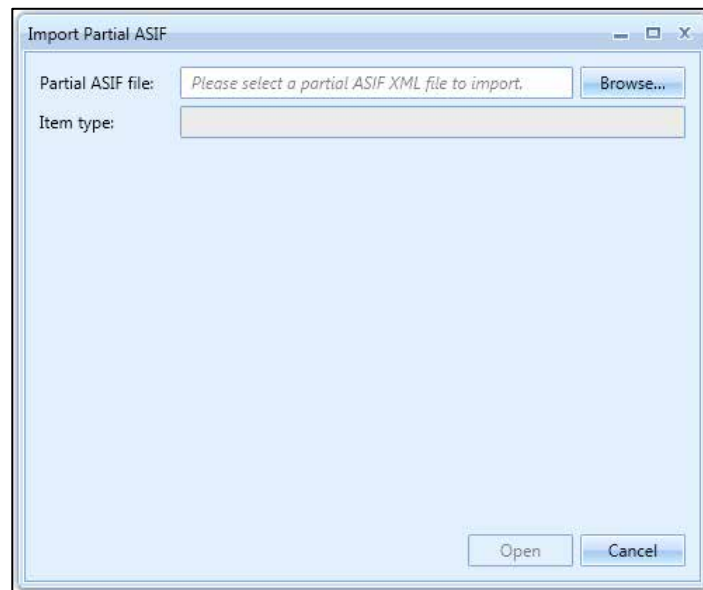 Import Partial ASIF
Partial ASIF file:
Please select a partial ASIF XML file to import.
Browse...
Item type:
Open
Cancel